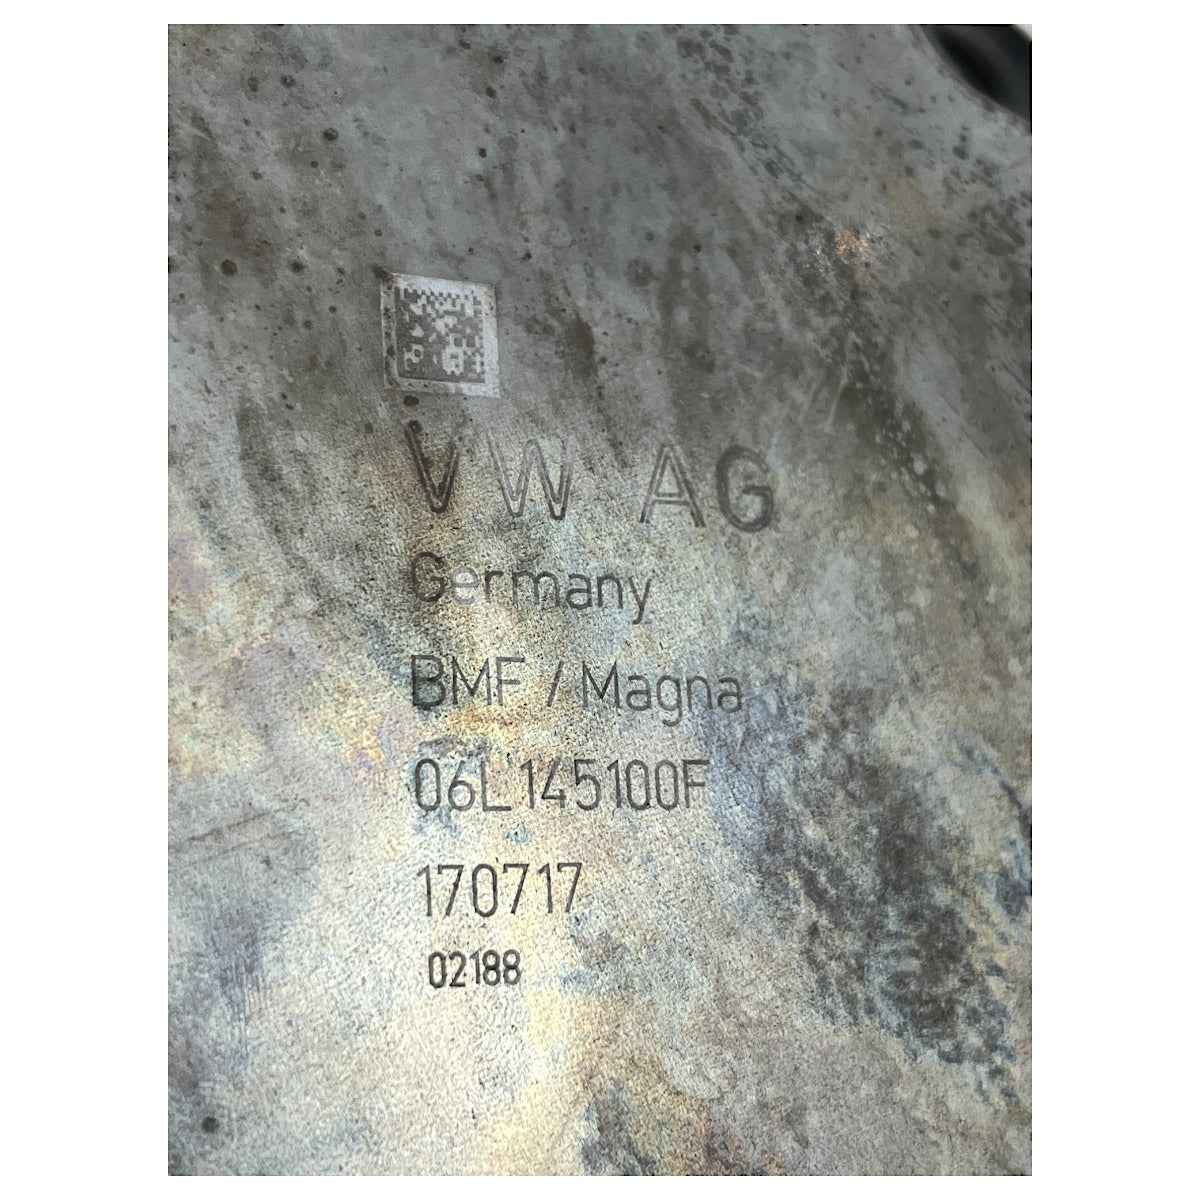 VW AG
Germany
BMF / Magna
06L145100F
170717
02188